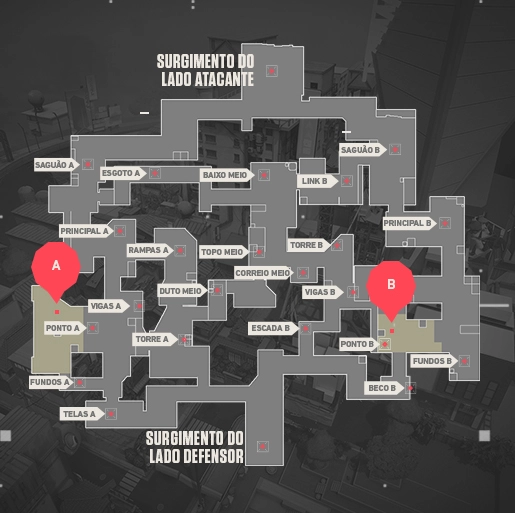 SURGIMENTO DO
LADO ATACANTE
SAGUÃO B
SAGUÃO A
ESGOTO A
BAIXO MEIO
LINK B
PRINCIPAL B
PRINCIPAL A
RAMPAS A
TOPO MEIO
TORRE B
A
CORREIO MEIO
B
DUTO MEIO
VIGAS B
VIGAS A
PONTO A
ESCADA B
TORRE A
PONTO B
FUNDOS B
FUNDOS A
BECO B
TELAS A
SURGIMENTO DO
LADO DEFENSOR